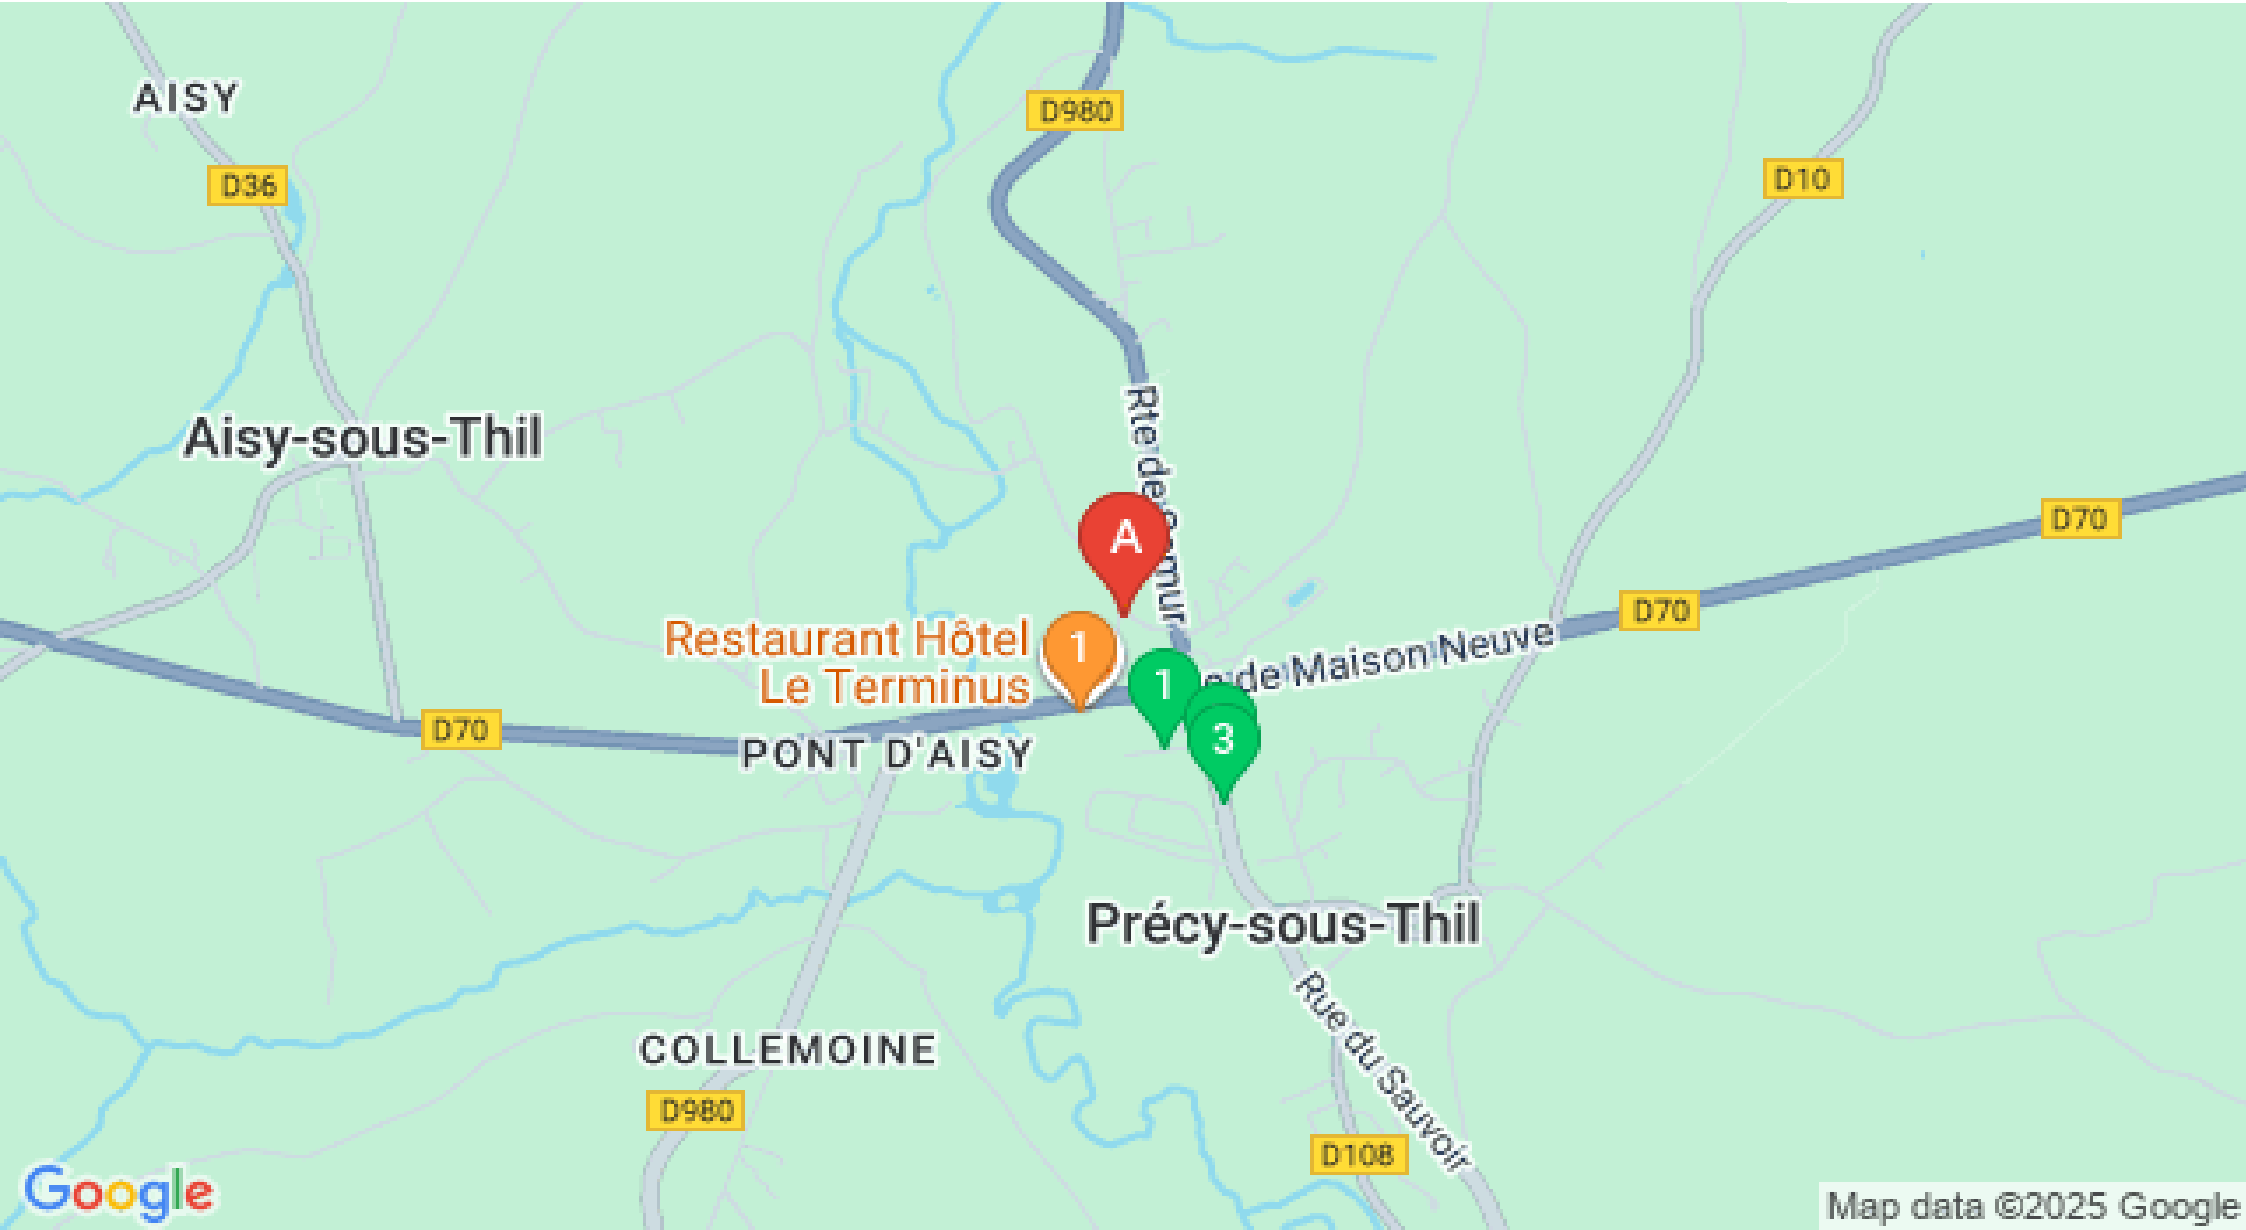 AISY
D980
D36
D10
Aisy-sous-Thil
D70
A
D70
Restaurant Hôtel
Le Terminus
1
1
de Maison Neuve
D70
PONT D'AISY
3
Précy-sous-Thil
Rue du Sauvoir
COLLEMOINE
D980
D108
Google
Map data ©2025 Google
Rte de